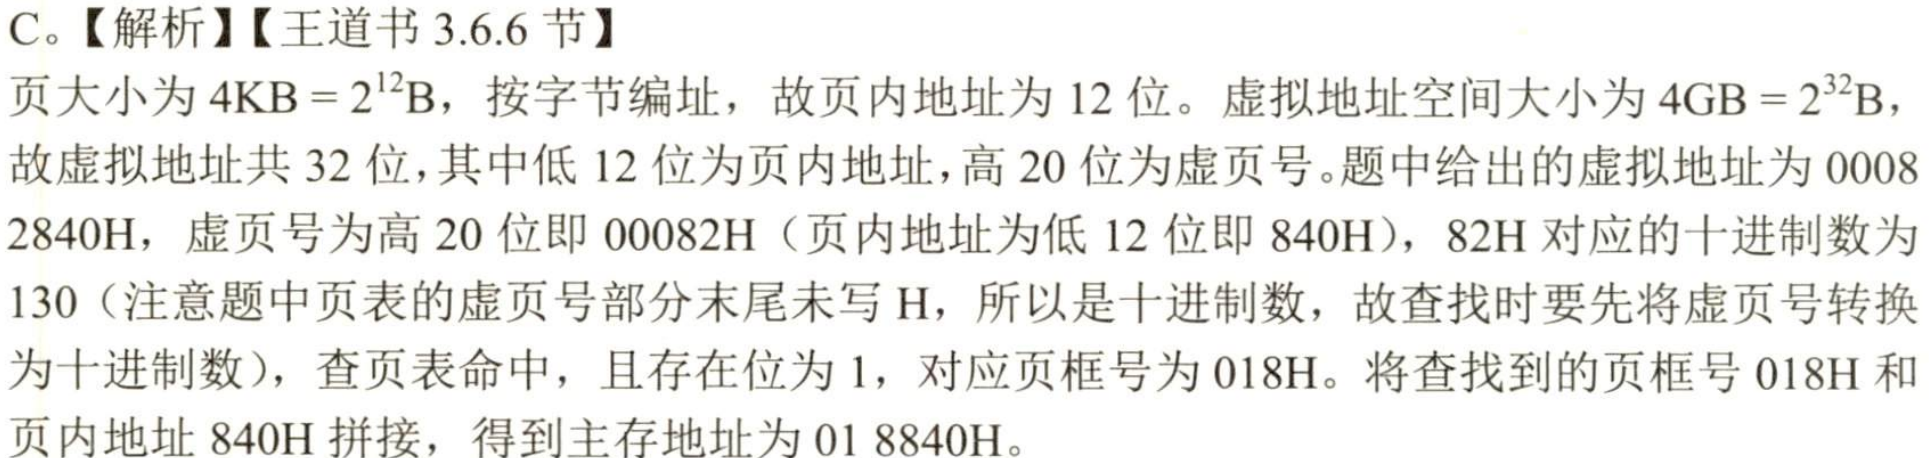 C。【解析】【王道书 3.6.6 节】
页大小为 4KB = 2¹²B，按字节编址，故页内地址为 12 位。虚拟地址空间大小为 4GB = 2³²B，
故虚拟地址共 32 位，其中低 12 位为页内地址，高 20 位为虚页号。题中给出的虚拟地址为 0008
2840H，虚页号为高 20 位即 00082H（页内地址为低 12 位即 840H），82H 对应的十进制数为
130（注意题中页表的虚页号部分末尾未写 H，所以是十进制数，故查找时要先将虚页号转换
为十进制数），查页表命中，且存在位为 1，对应页框号为 018H。将查找到的页框号 018H 和
页内地址 840H 拼接，得到主存地址为 01 8840H。